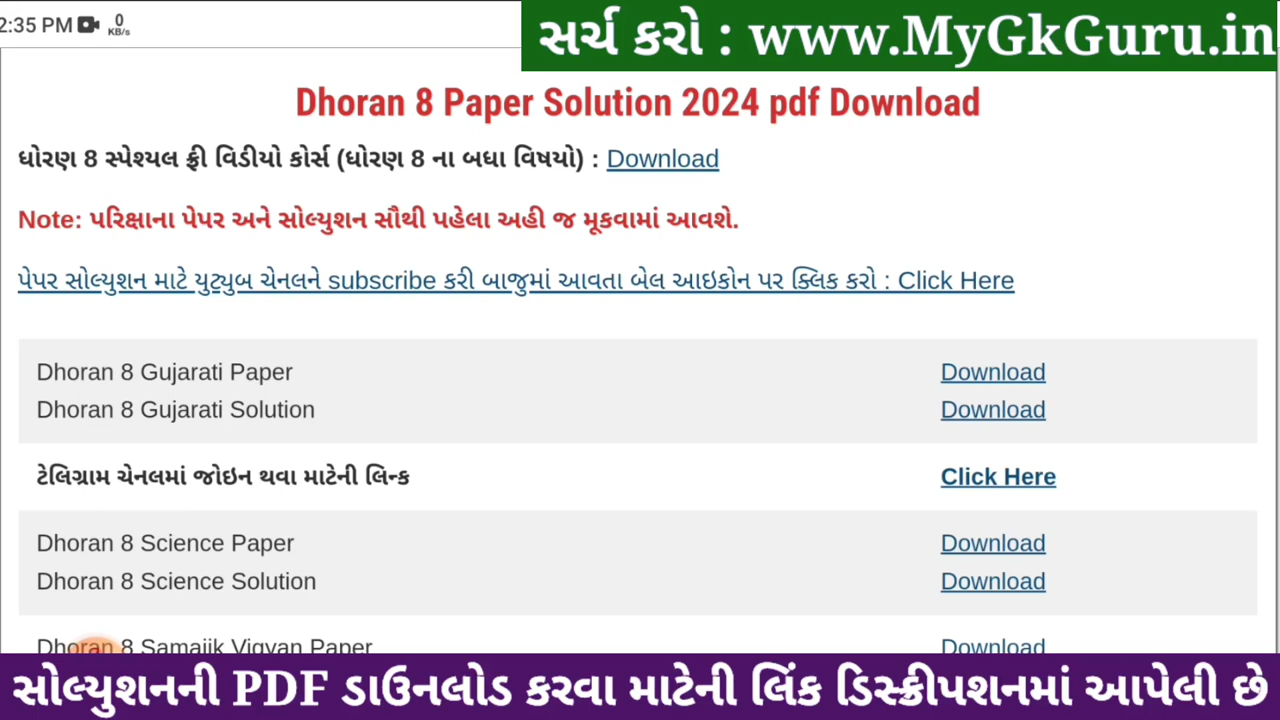 2:35 PM 0 KB/s
સર્ચ કરો : www.MyGkGuru.in
Dhoran 8 Paper Solution 2024 pdf Download
ધોરણ 8 સ્પેશ્યલ ફ્રી વિડીયો કોર્સ (ધોરણ 8 ના બધા વિષયો) : Download
Note: પરિક્ષાના પેપર અને સોલ્યુશન સૌથી પહેલા અહી જ મૂકવામાં આવશે.
પેપર સોલ્યુશન માટે યુટ્યુબ ચેનલને subscribe કરી બાજુમાં આવતા બેલ આઇકોન પર ક્લિક કરો : Click Here
Dhoran 8 Gujarati Paper Download
Dhoran 8 Gujarati Solution Download
ટેલિગ્રામ ચેનલમાં જોઇન થવા માટેની લિન્ક Click Here
Dhoran 8 Science Paper Download
Dhoran 8 Science Solution Download
Dhoran 8 Samajik Vigyan Paper Download
સોલ્યુશનની PDF ડાઉનલોડ કરવા માટેની લિંક ડિસ્ક્રીપશનમાં આપેલી છે